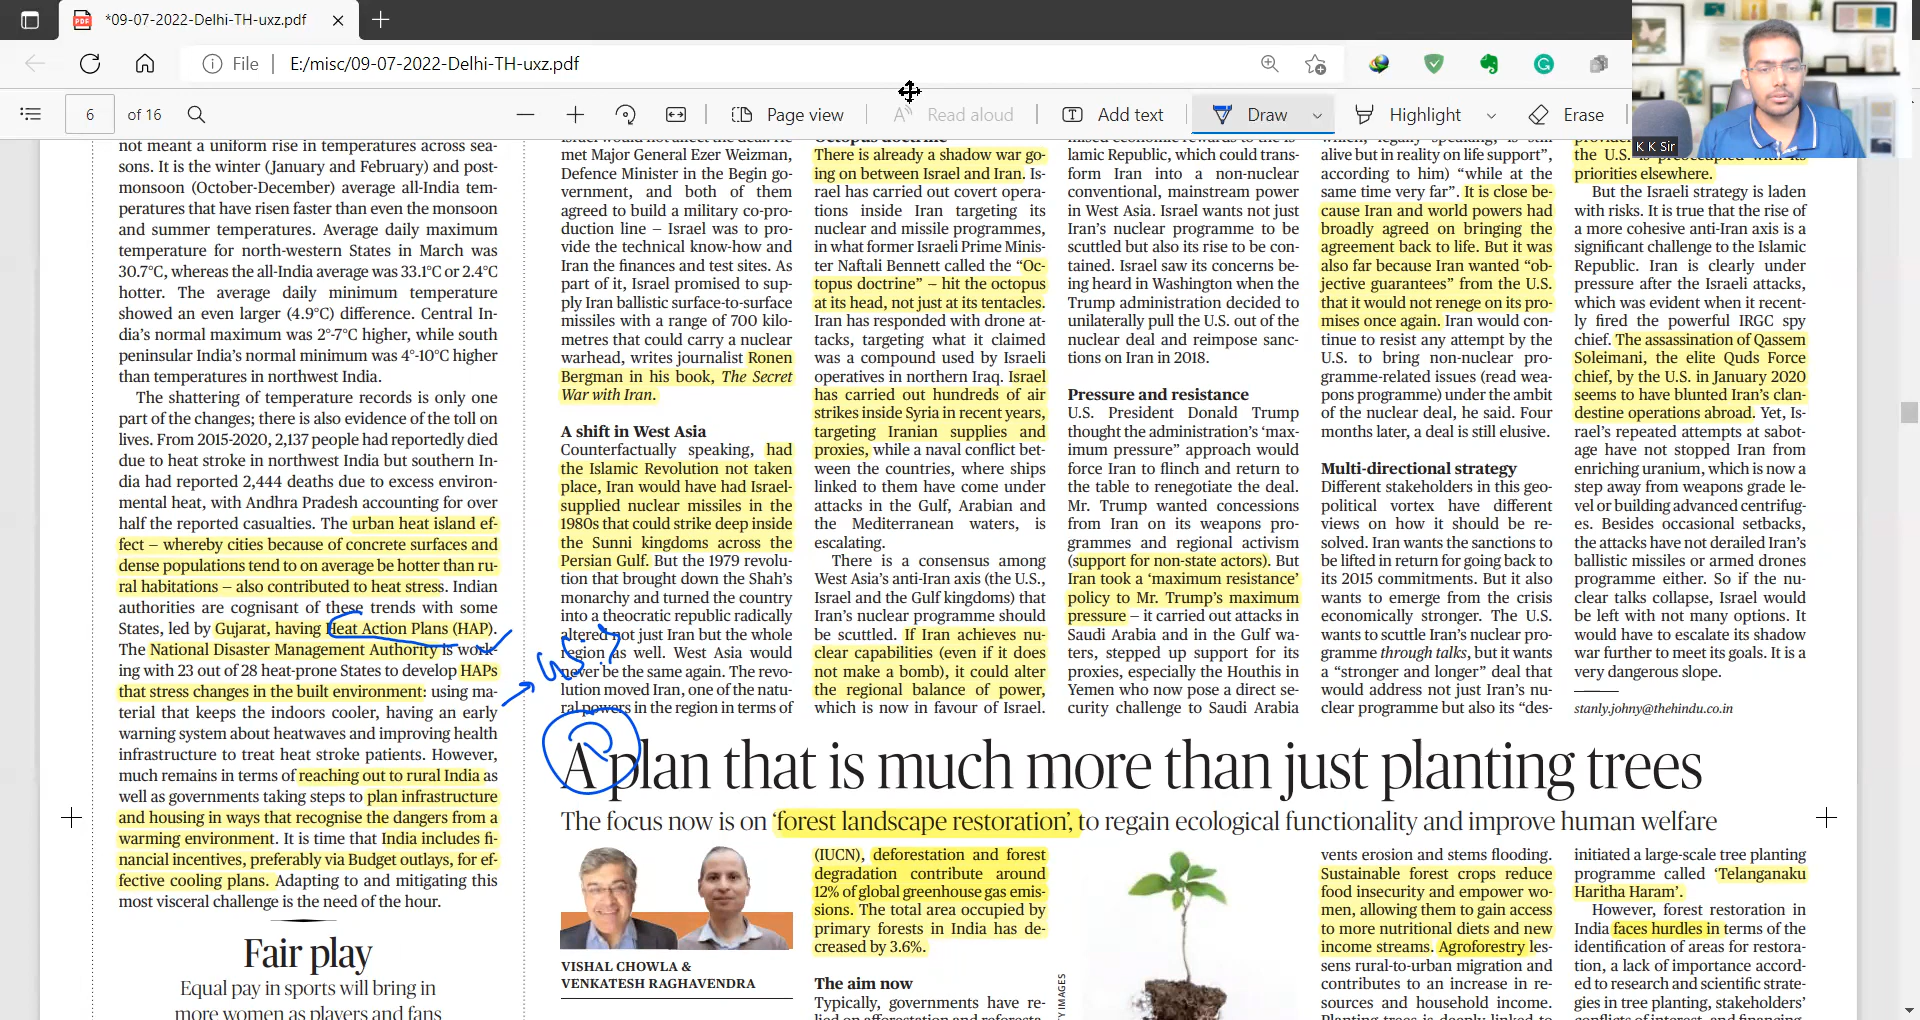 *09-07-2022-Delhi-TH-uxz.pdf
File
E:/misc/09-07-2022-Delhi-TH-uxz.pdf
6
of 16
Page view
Read aloud
Add text
Draw
Highlight
Erase
K K Sir
not meant a uniform rise in temperatures across sea-
sons. It is the winter (January and February) and post-
monsoon (October-December) average all-India tem-
peratures that have risen faster than even the monsoon
and summer temperatures. Average daily maximum
temperature for north-western States in March was
30.7°C, whereas the all-India average was 33.1°C or 2.4°C
hotter. The average daily minimum temperature
showed an even larger (4.9°C) difference. Central In-
dia's normal maximum was 2°-7°C higher, while south
peninsular India's normal minimum was 4°-10°C higher
than temperatures in northwest India.
The shattering of temperature records is only one
part of the changes; there is also evidence of the toll on
lives. From 2015-2020, 2,137 people had reportedly died
due to heat stroke in northwest India but southern In-
dia had reported 2,444 deaths due to excess environ-
mental heat, with Andhra Pradesh accounting for over
half the reported casualties. The urban heat island ef-
fect – whereby cities because of concrete surfaces and
dense populations tend to on average be hotter than ru-
ral habitations – also contributed to heat stress. Indian
authorities are cognisant of these trends with some
States, led by Gujarat, having Heat Action Plans (HAP).
The National Disaster Management Authority is work-
ing with 23 out of 28 heat-prone States to develop HAPs
that stress changes in the built environment: using ma-
terial that keeps the indoors cooler, having an early
warning system about heatwaves and improving health
infrastructure to treat heat stroke patients. However,
much remains in terms of reaching out to rural India as
well as governments taking steps to plan infrastructure
and housing in ways that recognise the dangers from a
warming environment. It is time that India includes fi-
nancial incentives, preferably via Budget outlays, for ef-
fective cooling plans. Adapting to and mitigating this
most visceral challenge is the need of the hour.
Fair play
Equal pay in sports will bring in
more women as players and fans
Israel would not affect the deal. He
met Major General Ezer Weizman,
Defence Minister in the Begin go-
vernment, and both of them
agreed to build a military co-pro-
duction line – Israel was to pro-
vide the technical know-how and
Iran the finances and test sites. As
part of it, Israel promised to sup-
ply Iran ballistic surface-to-surface
missiles with a range of 700 kilo-
metres that could carry a nuclear
warhead, writes journalist Ronen
Bergman in his book, The Secret
War with Iran.
A shift in West Asia
Counterfactually speaking, had
the Islamic Revolution not taken
place, Iran would have had Israel-
supplied nuclear missiles in the
1980s that could strike deep inside
the Sunni kingdoms across the
Persian Gulf. But the 1979 revolu-
tion that brought down the Shah's
monarchy and turned the country
into a theocratic republic radically
altered not just Iran but the whole
region as well. West Asia would
never be the same again. The revo-
lution moved Iran, one of the natu-
ral powers in the region in terms of
Octopus doctrine
There is already a shadow war go-
ing on between Israel and Iran. Is-
rael has carried out covert opera-
tions inside Iran targeting its
nuclear and missile programmes,
in what former Israeli Prime Minis-
ter Naftali Bennett called the “Oc-
topus doctrine” – hit the octopus
at its head, not just at its tentacles.
Iran has responded with drone at-
tacks, targeting what it claimed
was a compound used by Israeli
operatives in northern Iraq. Israel
has carried out hundreds of air
strikes inside Syria in recent years,
targeting Iranian supplies and
proxies, while a naval conflict bet-
ween the countries, where ships
linked to them have come under
attacks in the Gulf, Arabian and
the Mediterranean waters, is
escalating.
There is a consensus among
West Asia's anti-Iran axis (the U.S.,
Israel and the Gulf kingdoms) that
Iran's nuclear programme should
be scuttled. If Iran achieves nu-
clear capabilities (even if it does
not make a bomb), it could alter
the regional balance of power,
which is now in favour of Israel.
lamic Republic, which could trans-
form Iran into a non-nuclear
conventional, mainstream power
in West Asia. Israel wants not just
Iran's nuclear programme to be
scuttled but also its rise to be con-
tained. Israel saw its concerns be-
ing heard in Washington when the
Trump administration decided to
unilaterally pull the U.S. out of the
nuclear deal and reimpose sanc-
tions on Iran in 2018.
Pressure and resistance
U.S. President Donald Trump
thought the administration's ‘max-
imum pressure” approach would
force Iran to flinch and return to
the table to renegotiate the deal.
Mr. Trump wanted concessions
from Iran on its weapons pro-
grammes and regional activism
(support for non-state actors). But
Iran took a ‘maximum resistance’
policy to Mr. Trump's maximum
pressure – it carried out attacks in
Saudi Arabia and in the Gulf wa-
ters, stepped up support for its
proxies, especially the Houthis in
Yemen who now pose a direct se-
curity challenge to Saudi Arabia
which, legally speaking, is still
alive but in reality on life support”,
according to him) “while at the
same time very far”. It is close be-
cause Iran and world powers had
broadly agreed on bringing the
agreement back to life. But it was
also far because Iran wanted “ob-
jective guarantees” from the U.S.
that it would not renege on its pro-
mises once again. Iran would con-
tinue to resist any attempt by the
U.S. to bring non-nuclear pro-
gramme-related issues (read wea-
pons programme) under the ambit
of the nuclear deal, he said. Four
months later, a deal is still elusive.
Multi-directional strategy
Different stakeholders in this geo-
political vortex have different
views on how it should be re-
solved. Iran wants the sanctions to
be lifted in return for going back to
its 2015 commitments. But it also
wants to emerge from the crisis
economically stronger. The U.S.
wants to scuttle Iran's nuclear pro-
gramme through talks, but it wants
a “stronger and longer” deal that
would address not just Iran's nu-
clear programme but also its “des-
the U.S. is preoccupied with its
priorities elsewhere.
But the Israeli strategy is laden
with risks. It is true that the rise of
a more cohesive anti-Iran axis is a
significant challenge to the Islamic
Republic. Iran is clearly under
pressure after the Israeli attacks,
which was evident when it recent-
ly fired the powerful IRGC spy
chief. The assassination of Qassem
Soleimani, the elite Quds Force
chief, by the U.S. in January 2020
seems to have blunted Iran's clan-
destine operations abroad. Yet, Is-
rael's repeated attempts at sabot-
age have not stopped Iran from
enriching uranium, which is now a
step away from weapons grade le-
vel or building advanced centrifug-
es. Besides occasional setbacks,
the attacks have not derailed Iran's
ballistic missiles or armed drones
programme either. So if the nu-
clear talks collapse, Israel would
be left with not many options. It
would have to escalate its shadow
war further to meet its goals. It is a
very dangerous slope.
stanly.johny@thehindu.co.in
A plan that is much more than just planting trees
The focus now is on ‘forest landscape restoration’, to regain ecological functionality and improve human welfare
VISHAL CHOWLA &
VENKATESH RAGHAVENDRA
(IUCN), deforestation and forest
degradation contribute around
12% of global greenhouse gas emis-
sions. The total area occupied by
primary forests in India has de-
creased by 3.6%.
The aim now
Typically, governments have re-
lied on afforestation and reforesta-
Y IMAGES
vents erosion and stems flooding.
Sustainable forest crops reduce
food insecurity and empower wo-
men, allowing them to gain access
to more nutritional diets and new
income streams. Agroforestry les-
sens rural-to-urban migration and
contributes to an increase in re-
sources and household income.
Planting trees is deeply linked to
initiated a large-scale tree planting
programme called ‘Telanganaku
Haritha Haram’.
However, forest restoration in
India faces hurdles in terms of the
identification of areas for restora-
tion, a lack of importance accord-
ed to research and scientific strate-
gies in tree planting, stakeholders'
conflicts of interest, and financing.